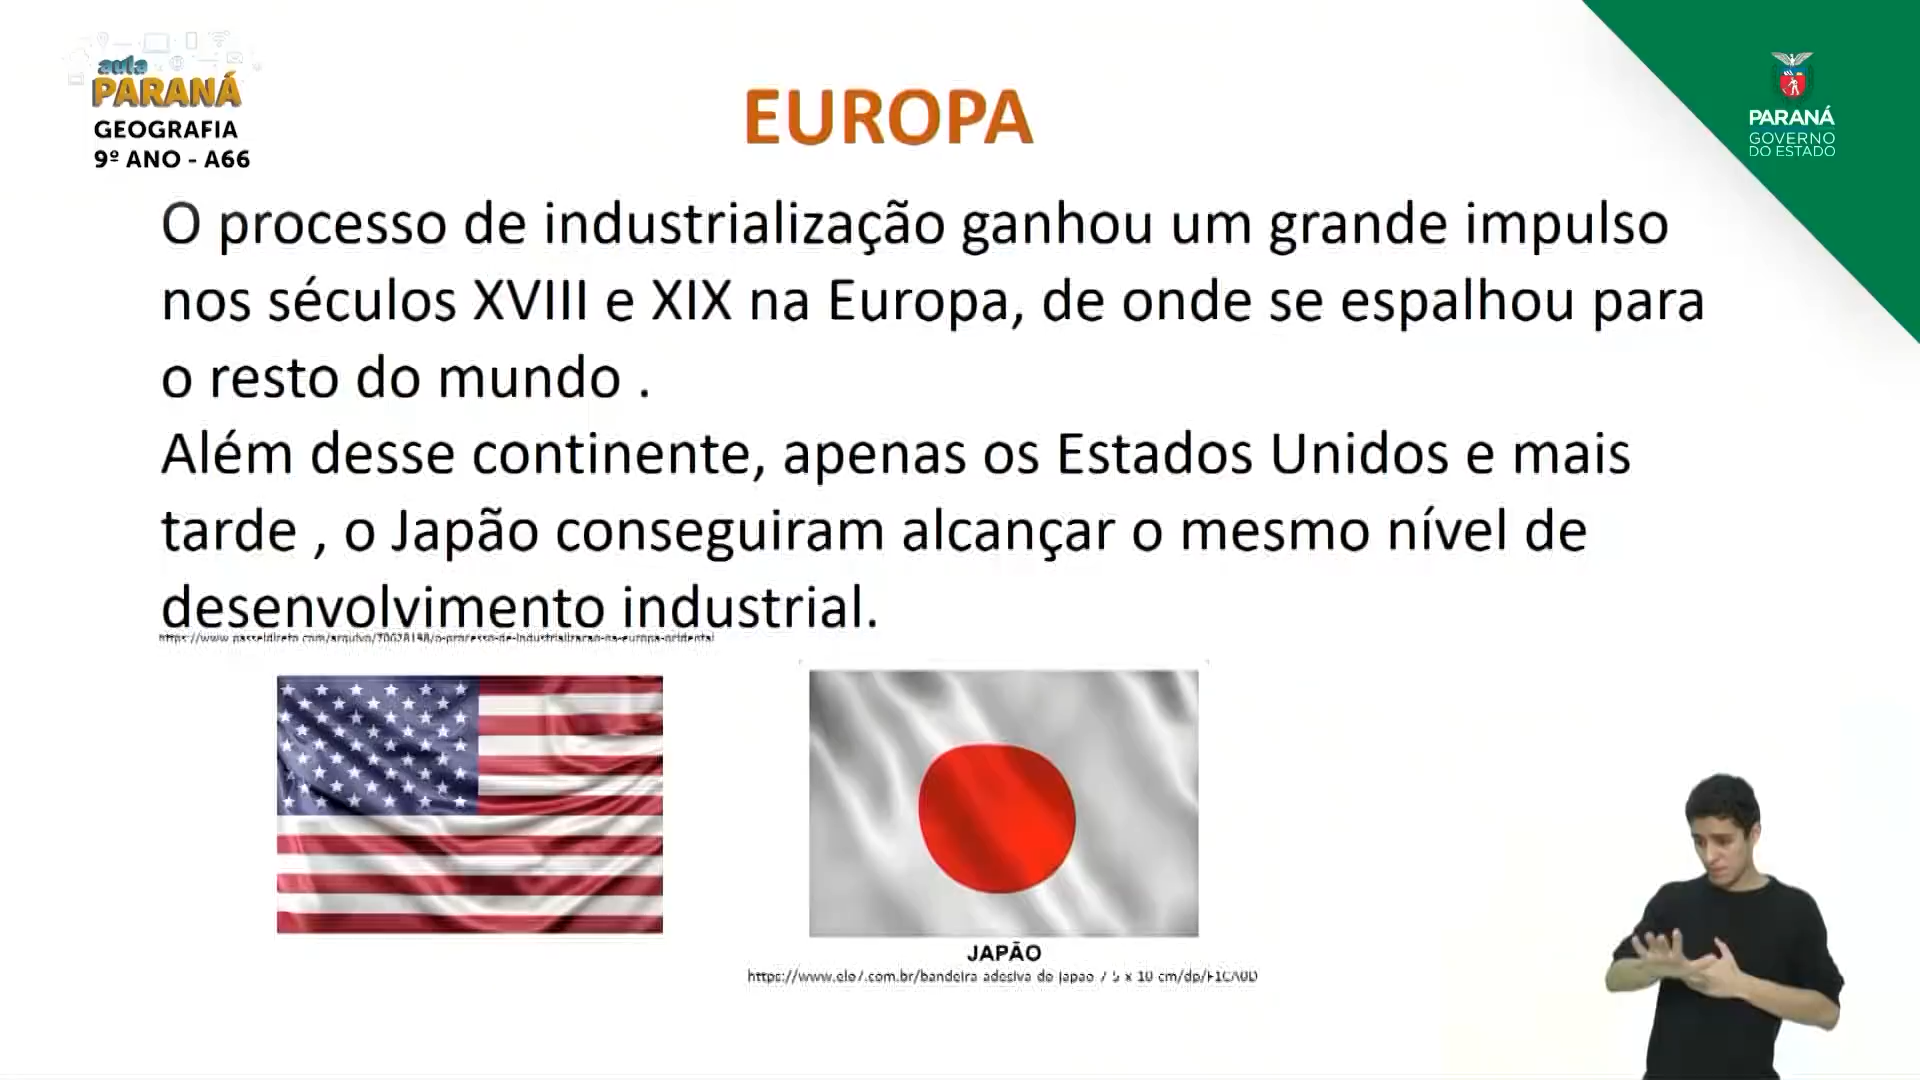 aula
PARANÁ
GEOGRAFIA
9º ANO - A66
EUROPA
PARANÁ
GOVERNO
DO ESTADO
O processo de industrialização ganhou um grande impulso
nos séculos XVIII e XIX na Europa, de onde se espalhou para
o resto do mundo .
Além desse continente, apenas os Estados Unidos e mais
tarde , o Japão conseguiram alcançar o mesmo nível de
desenvolvimento industrial.
JAPÃO